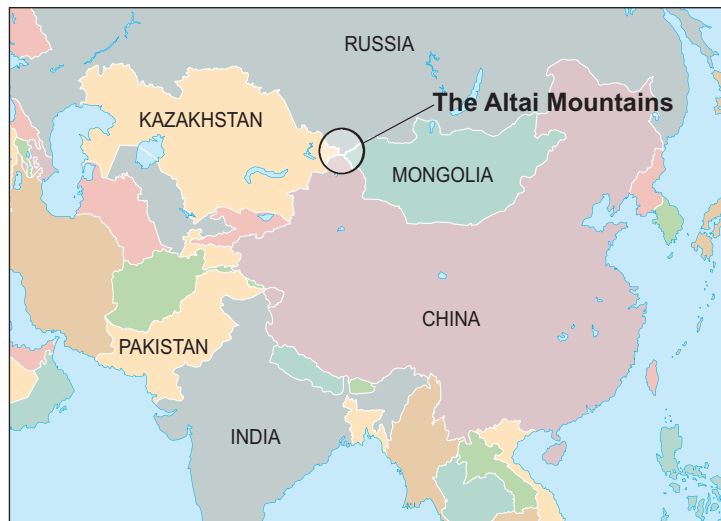 RUSSIA
The Altai Mountains
KAZAKHSTAN
MONGOLIA
CHINA
PAKISTAN
INDIA